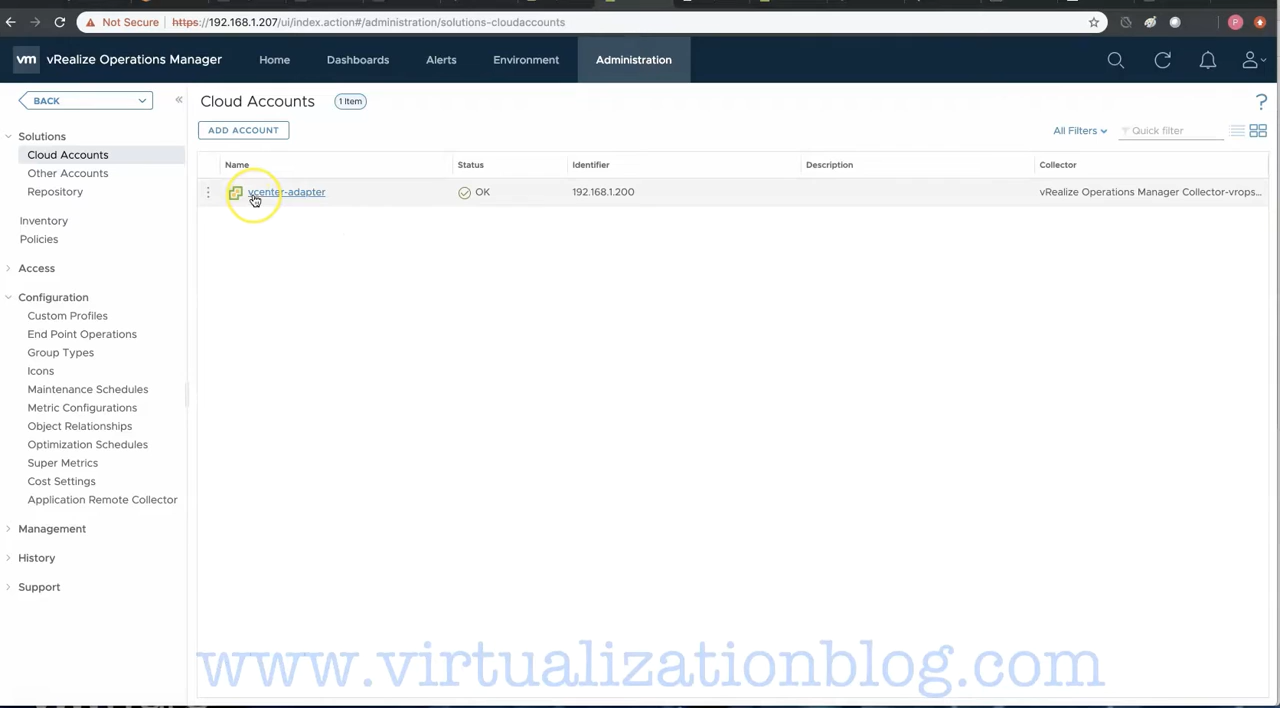 Not Secure https://192.168.1.207/ui/index.action#/administration/solutions-cloudaccounts P
vm vRealize Operations Manager Home Dashboards Alerts Environment Administration
BACK
Solutions
Cloud Accounts
Other Accounts
Repository
Inventory
Policies
Access
Configuration
Custom Profiles
End Point Operations
Group Types
Icons
Maintenance Schedules
Metric Configurations
Object Relationships
Optimization Schedules
Super Metrics
Cost Settings
Application Remote Collector
Management
History
Support
Cloud Accounts 1 Item ?
ADD ACCOUNT All Filters Quick filter
Name Status Identifier Description Collector
vcenter-adapter OK 192.168.1.200 vRealize Operations Manager Collector-vrops...
www.virtualizationblog.com